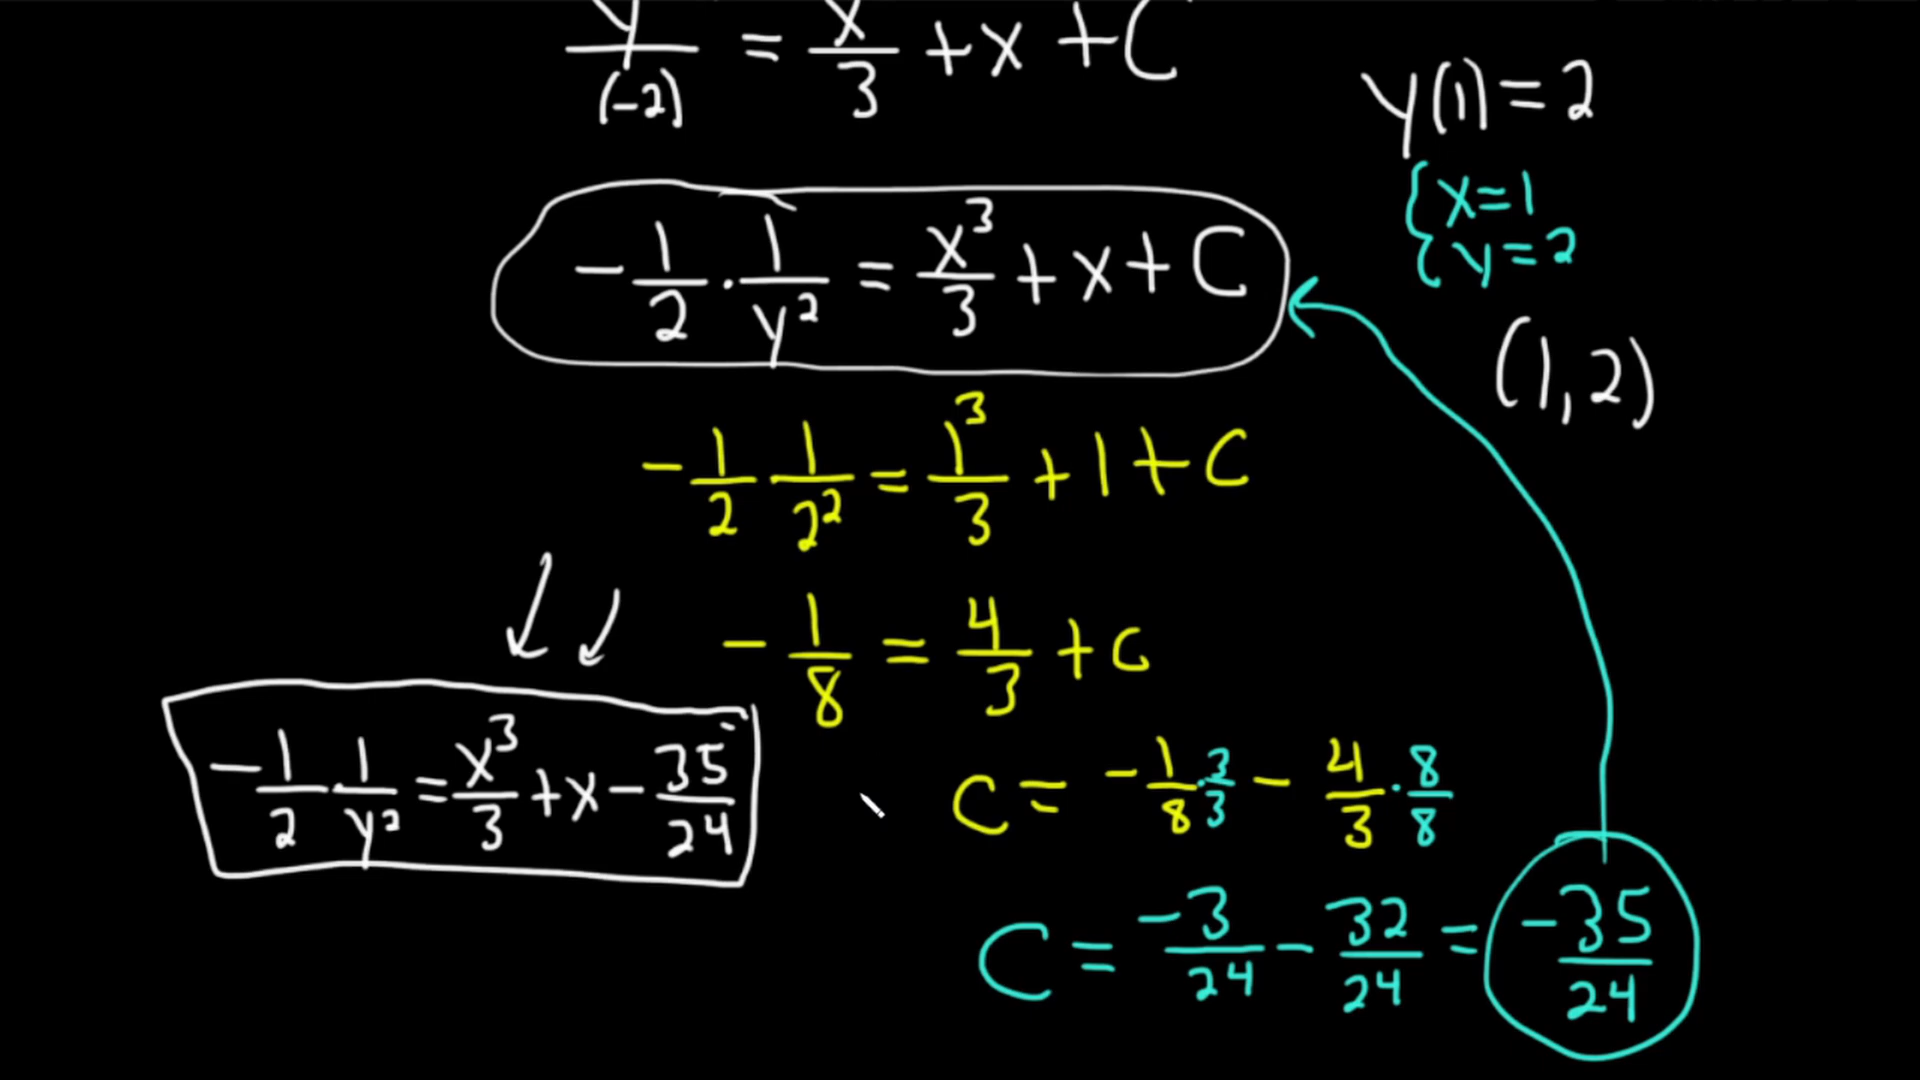 y/(-2) = x/3 + x + C
y(1) = 2
{ x = 1
{ y = 2
(1, 2)
-1/2 · 1/y² = x³/3 + x + C
-1/2 1/2² = 1³/3 + 1 + C
-1/8 = 4/3 + C
C = -1/8 · 3/3 - 4/3 · 8/8
C = -3/24 - 32/24 = -35/24
-1/2 · 1/y² = x³/3 + x - 35/24